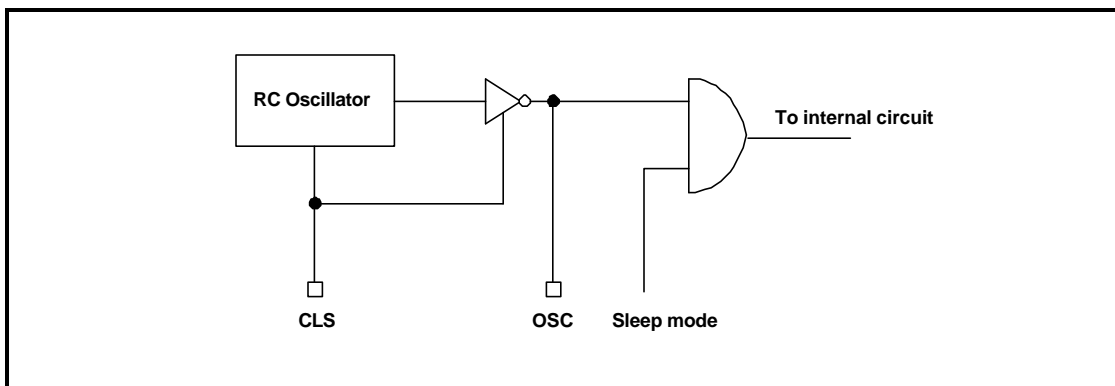 RC Oscillator
To internal circuit
CLS
OSC
Sleep mode